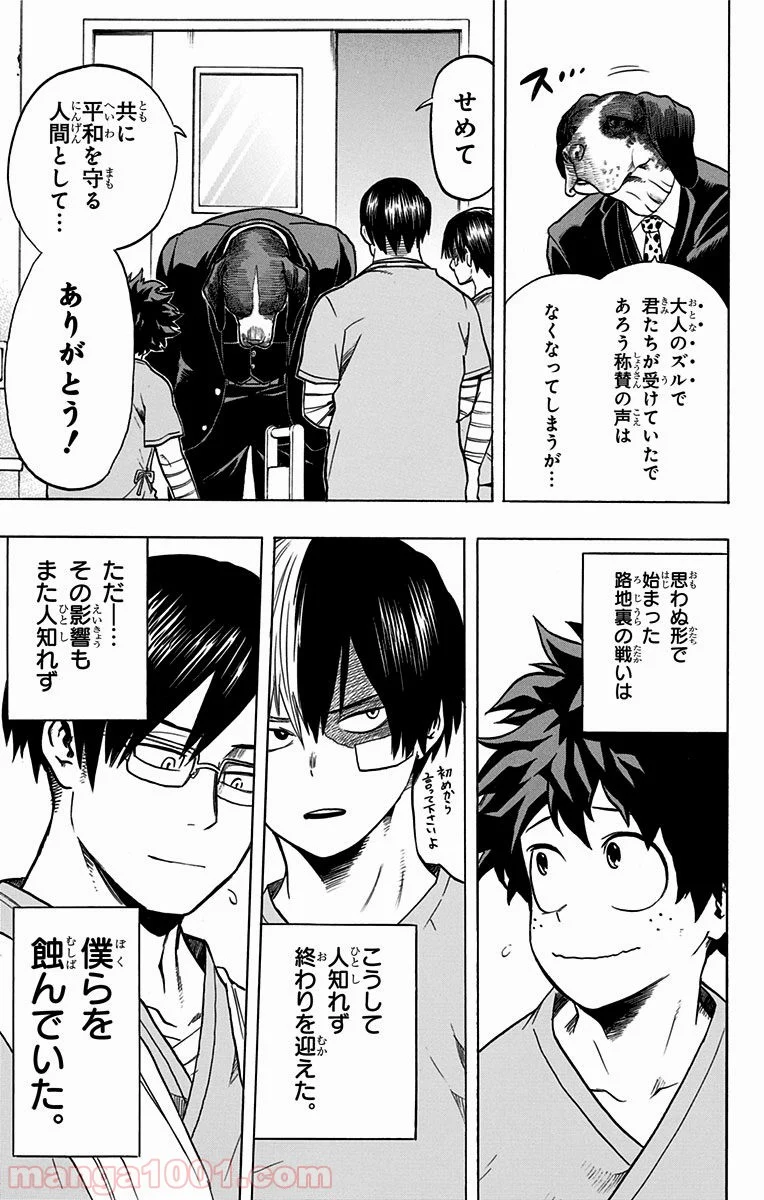 ス…
大人のズルで
君たちが受けていたで
あろう称賛の声は
なくなってしまうが…
せめて
共に
平和を守る
人間として…
ありがとう!
思わぬ形で
始まった
路地裏の戦いは
初めから
言って下さいよ
こうして
人知れず
終わりを迎えた。
ただ―…
その影響も
また人知れず
僕らを
蝕んでいた。
manga1001.com